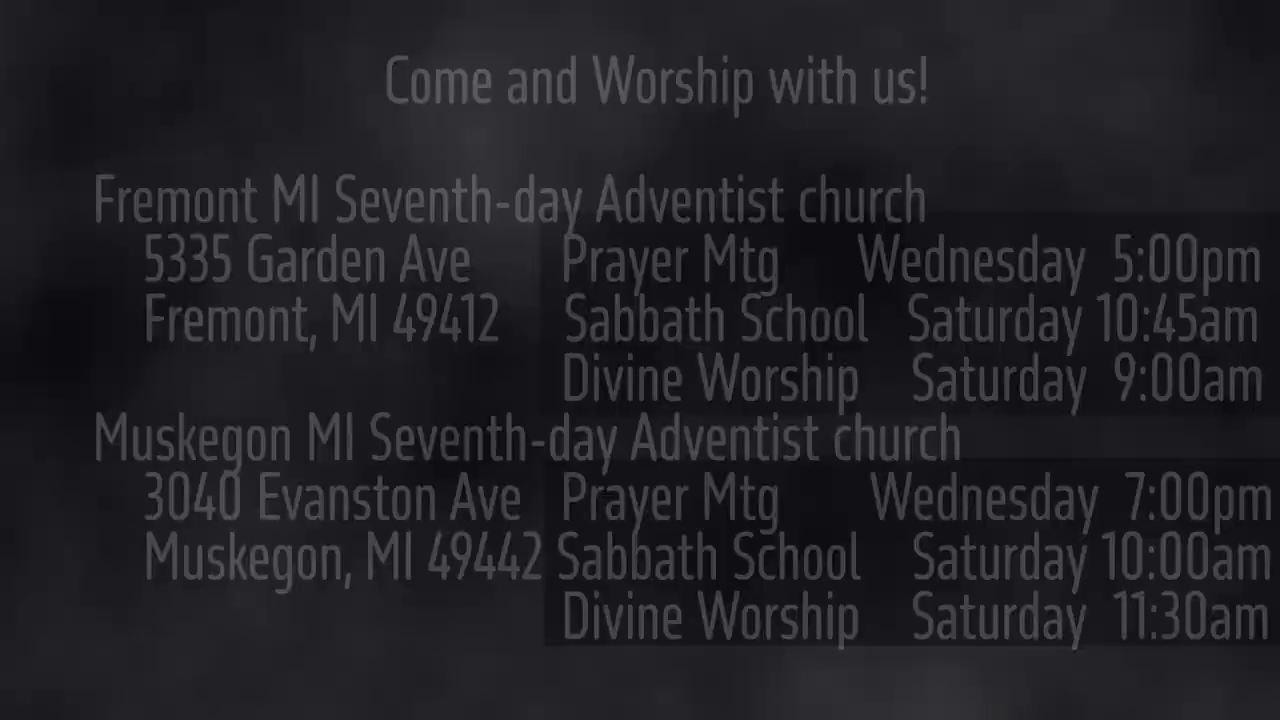 Come and Worship with us!
Fremont MI Seventh-day Adventist church
5335 Garden Ave Prayer Mtg Wednesday 5:00pm
Fremont, MI 49412 Sabbath School Saturday 10:45am
Divine Worship Saturday 9:00am
Muskegon MI Seventh-day Adventist church
3040 Evanston Ave Prayer Mtg Wednesday 7:00pm
Muskegon, MI 49442 Sabbath School Saturday 10:00am
Divine Worship Saturday 11:30am